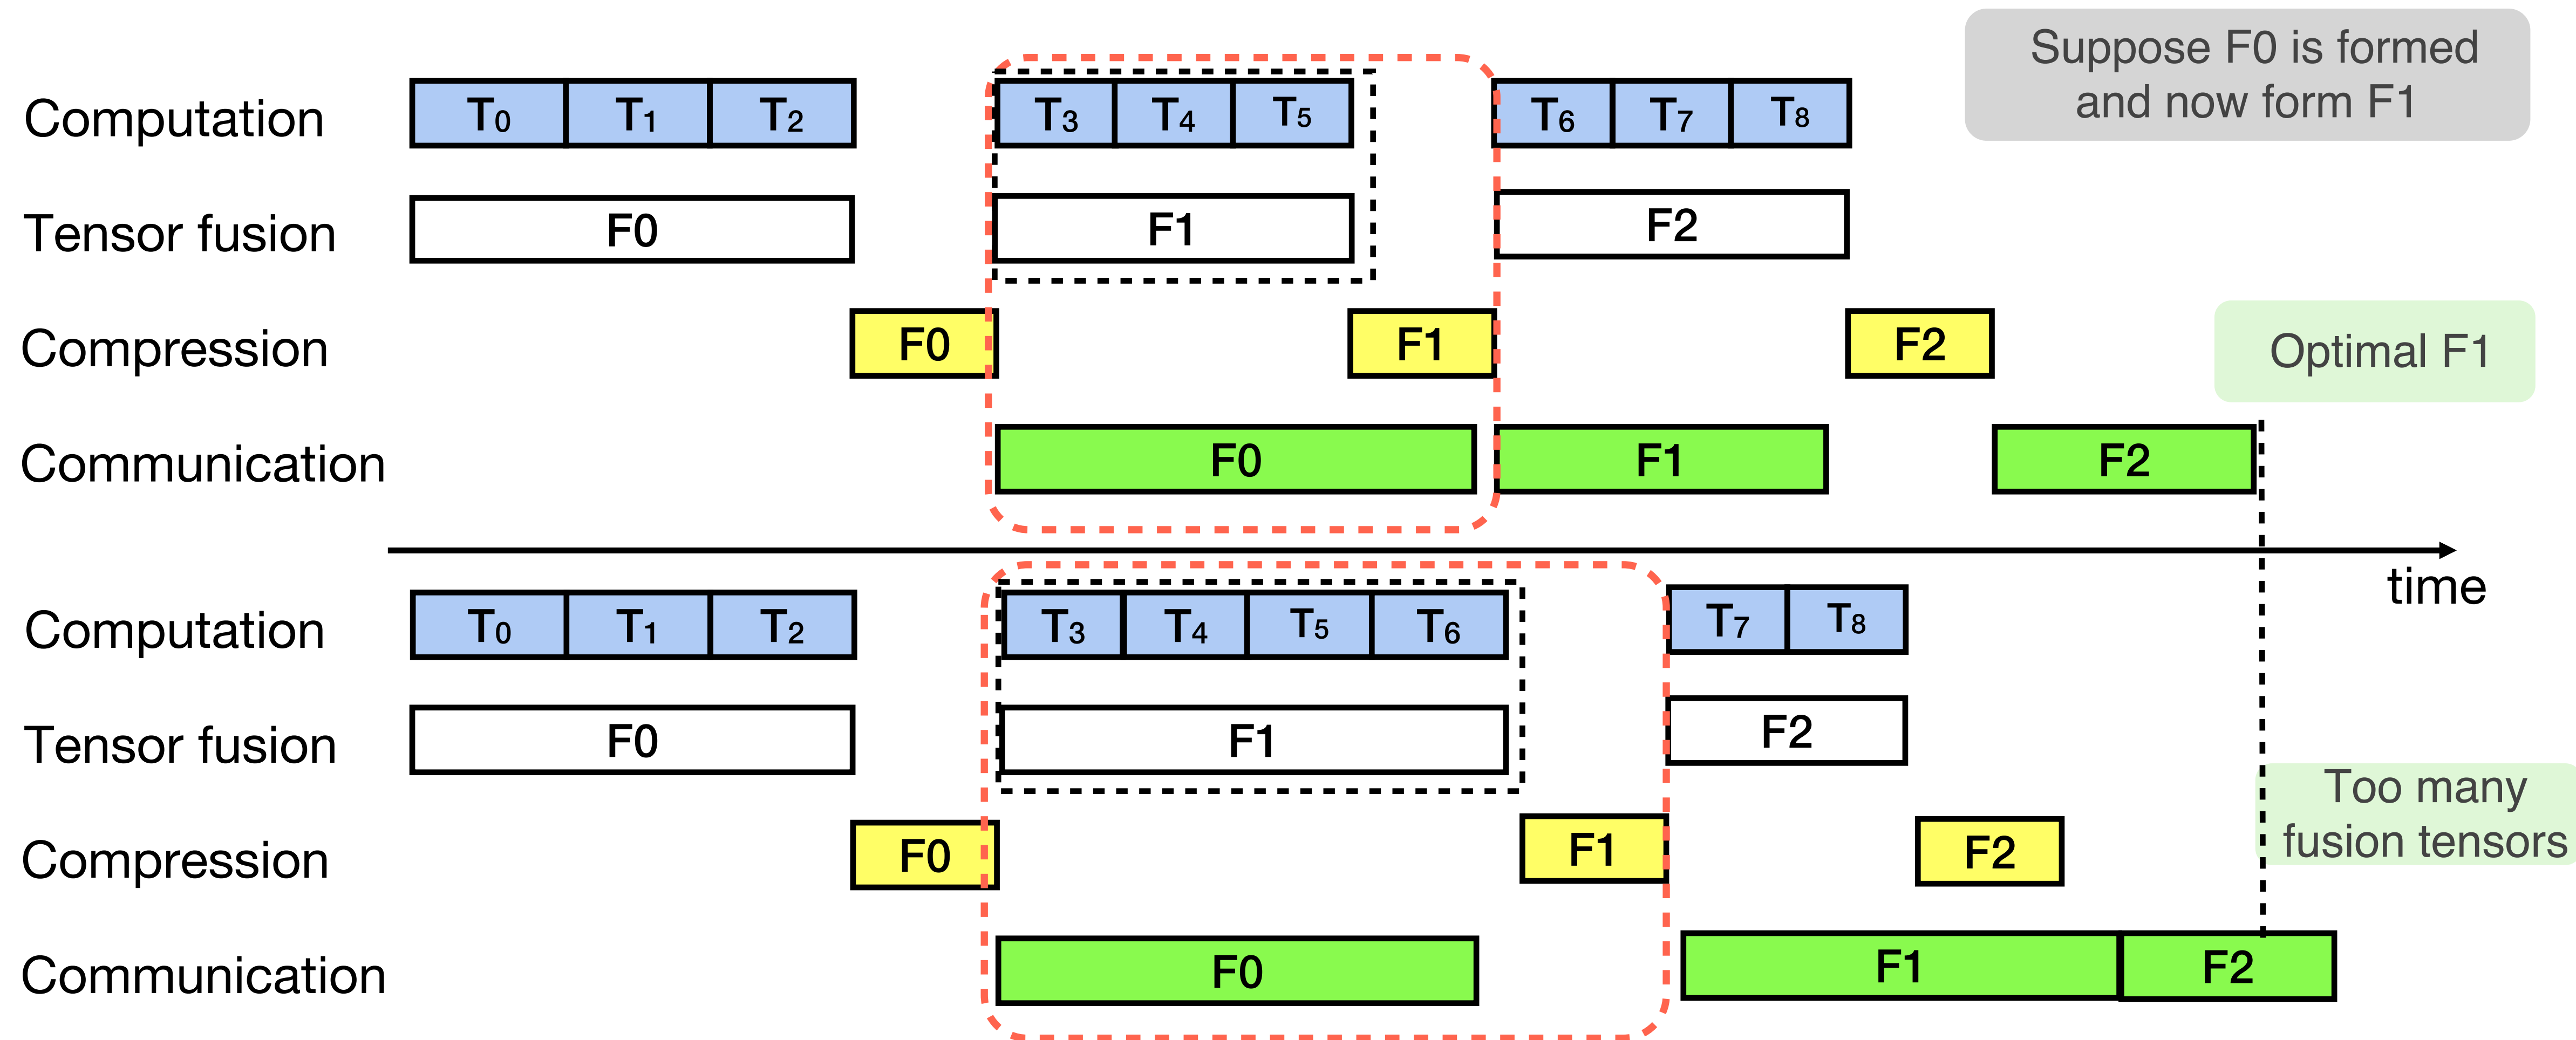 Suppose F0 is formed
and now form F1
Computation T0 T1 T2 T3 T4 T5 T6 T7 T8
Tensor fusion F0 F1 F2
Compression F0 F1 F2
Optimal F1
Communication F0 F1 F2
time
Computation T0 T1 T2 T3 T4 T5 T6 T7 T8
Tensor fusion F0 F1 F2
Too many
fusion tensors
Compression F0 F1 F2
Communication F0 F1 F2